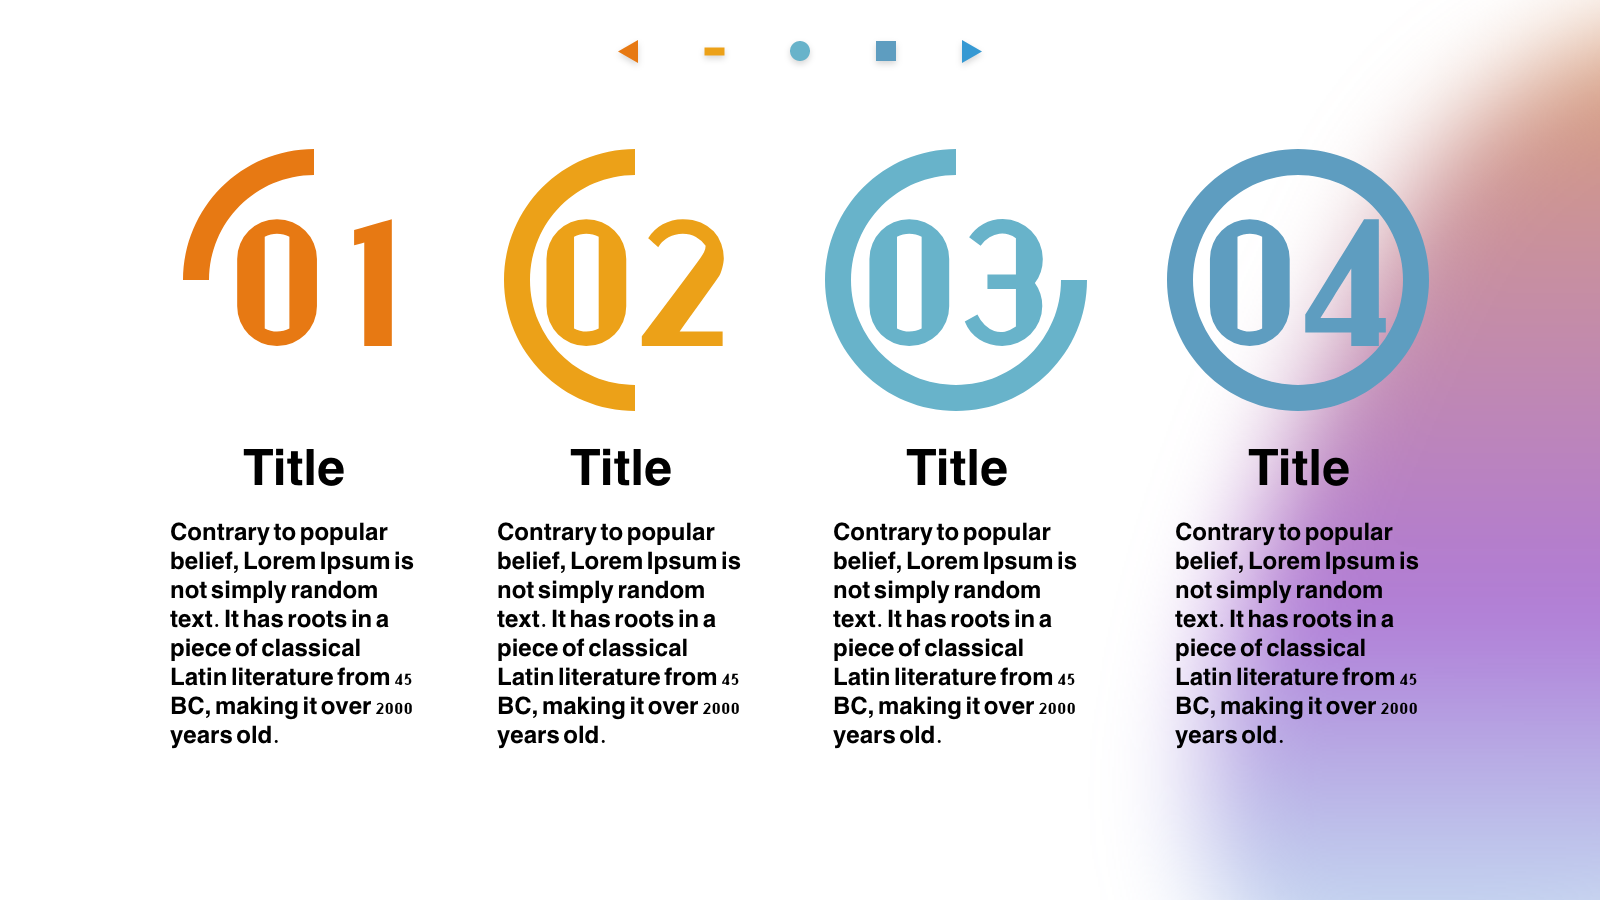 01
02
03
04
Title
Title
Title
Title
Contrary to popular
belief, Lorem Ipsum is
not simply random
text. It has roots in a
piece of classical
Latin literature from 45
BC, making it over 2000
years old.
Contrary to popular
belief, Lorem Ipsum is
not simply random
text. It has roots in a
piece of classical
Latin literature from 45
BC, making it over 2000
years old.
Contrary to popular
belief, Lorem Ipsum is
not simply random
text. It has roots in a
piece of classical
Latin literature from 45
BC, making it over 2000
years old.
Contrary to popular
belief, Lorem Ipsum is
not simply random
text. It has roots in a
piece of classical
Latin literature from 45
BC, making it over 2000
years old.